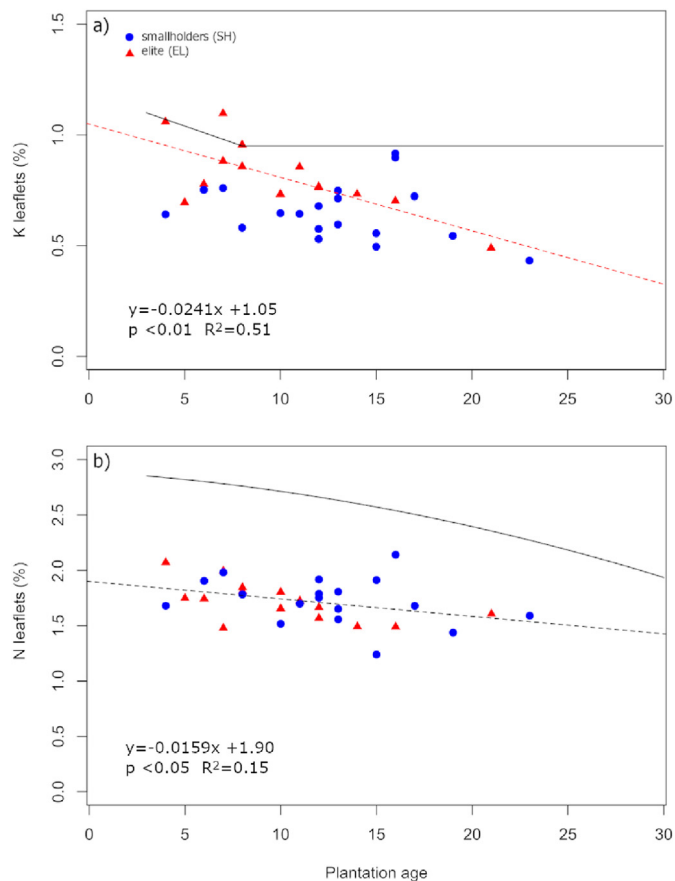 a)
smallholders (SH)
elite (EL)
K leaflets (%)
1.5
1.0
0.5
0.0
y=-0.0241x +1.05
p <0.01 R²=0.51
0 5 10 15 20 25 30
b)
N leaflets (%)
3.0
2.5
2.0
1.5
1.0
0.5
0.0
y=-0.0159x +1.90
p <0.05 R²=0.15
0 5 10 15 20 25 30
Plantation age